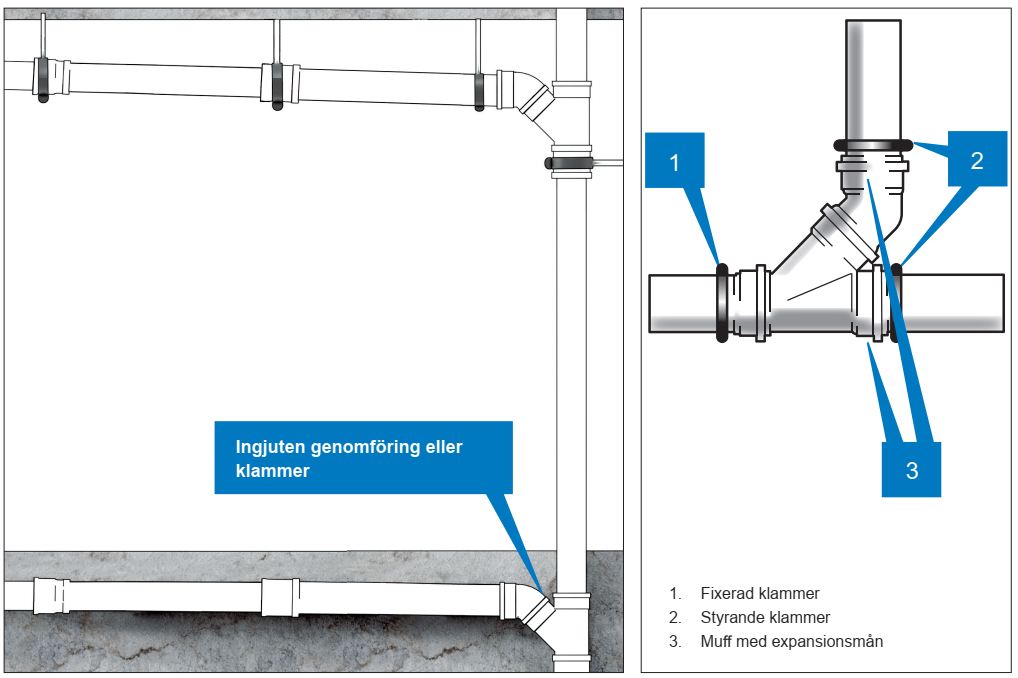 Ingjuten genomföring eller
klammer
1
2
3
1. Fixerad klammer
2. Styrande klammer
3. Muff med expansionsmån